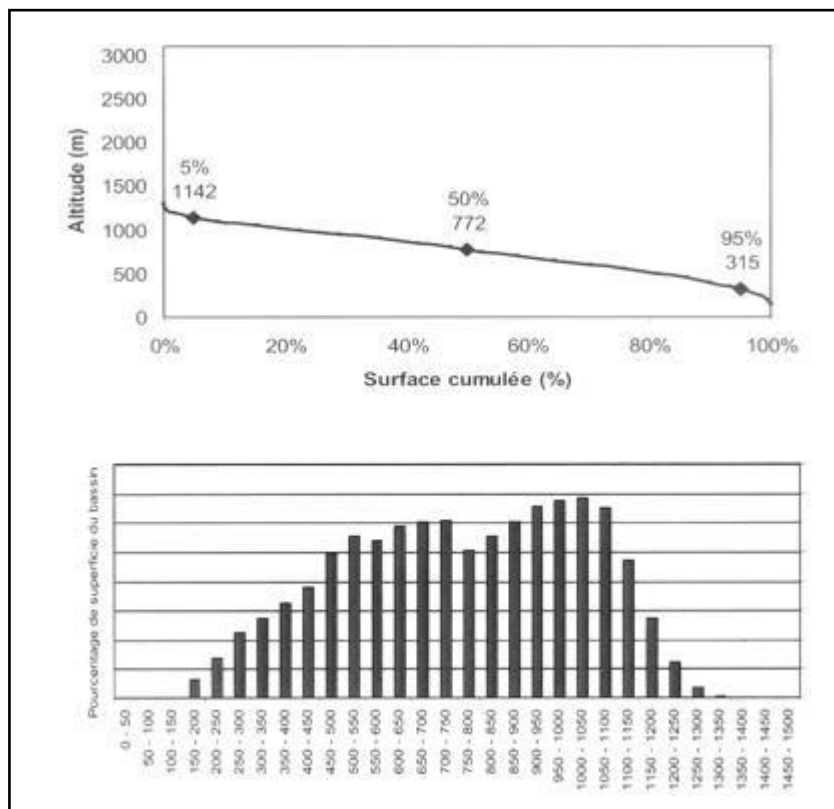 3000
2500
2000
1500
1000
500
0
Altitude (m)
5%
1142
50%
772
95%
315
0% 20% 40% 60% 80% 100%
Surface cumulée (%)
Pourcentage de superficie du bassin
0 - 50
50 - 100
100 - 150
150 - 200
200 - 250
250 - 300
300 - 350
350 - 400
400 - 450
450 - 500
500 - 550
550 - 600
600 - 650
650 - 700
700 - 750
750 - 800
800 - 850
850 - 900
900 - 950
950 - 1000
1000 - 1050
1050 - 1100
1100 - 1150
1150 - 1200
1200 - 1250
1250 - 1300
1300 - 1350
1350 - 1400
1400 - 1450
1450 - 1500